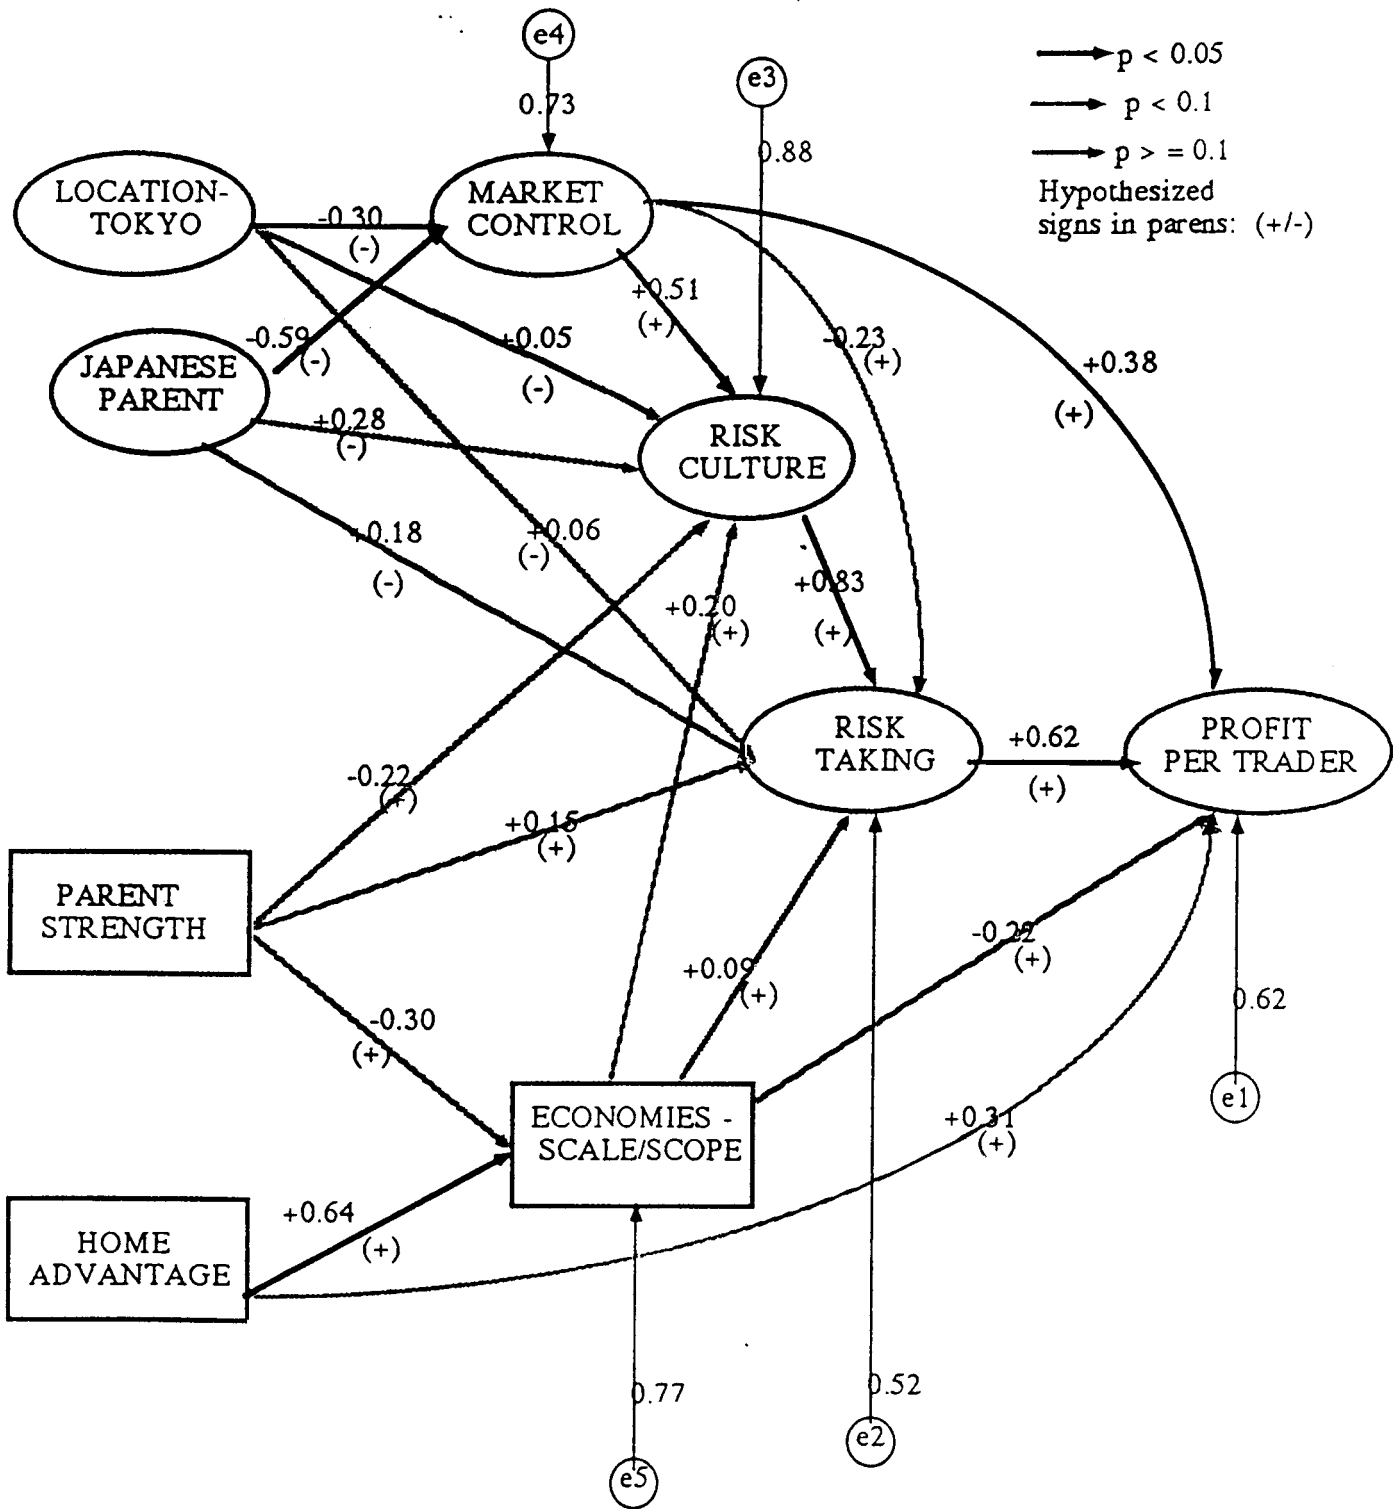 e4
e3
p < 0.05
p < 0.1
p > = 0.1
Hypothesized
signs in parens: (+/-)
0.73
0.88
LOCATION-
TOKYO
MARKET
CONTROL
-0.30
(-)
+0.51
(+)
-0.59
(-)
+0.05
(-)
-0.23
(+)
+0.38
(+)
JAPANESE
PARENT
+0.28
(-)
RISK
CULTURE
+0.18
(-)
+0.06
(-)
+0.20
(+)
+0.83
(+)
RISK
TAKING
+0.62
(+)
PROFIT
PER TRADER
-0.22
(+)
+0.15
(+)
PARENT
STRENGTH
-0.30
(+)
+0.09
(+)
-0.22
(+)
0.62
e1
ECONOMIES -
SCALE/SCOPE
+0.31
(+)
+0.64
(+)
HOME
ADVANTAGE
0.77
0.52
e2
e5